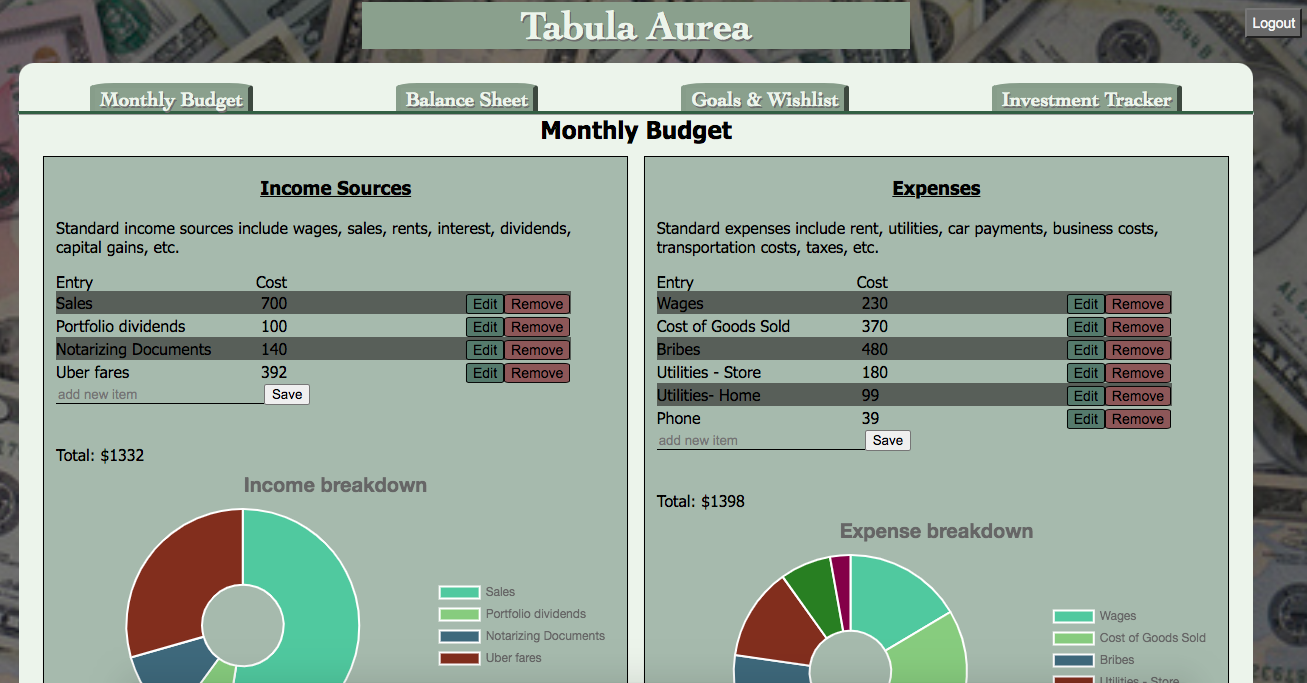 Tabula Aurea
Logout
Monthly Budget
Balance Sheet
Goals & Wishlist
Investment Tracker
Monthly Budget
Income Sources
Standard income sources include wages, sales, rents, interest, dividends,
capital gains, etc.
Entry Cost
Sales 700 Edit Remove
Portfolio dividends 100 Edit Remove
Notarizing Documents 140 Edit Remove
Uber fares 392 Edit Remove
add new item Save
Total: $1332
Income breakdown
Sales
Portfolio dividends
Notarizing Documents
Uber fares
Expenses
Standard expenses include rent, utilities, car payments, business costs,
transportation costs, taxes, etc.
Entry Cost
Wages 230 Edit Remove
Cost of Goods Sold 370 Edit Remove
Bribes 480 Edit Remove
Utilities - Store 180 Edit Remove
Utilities- Home 99 Edit Remove
Phone 39 Edit Remove
add new item Save
Total: $1398
Expense breakdown
Wages
Cost of Goods Sold
Bribes
Utilities - Store